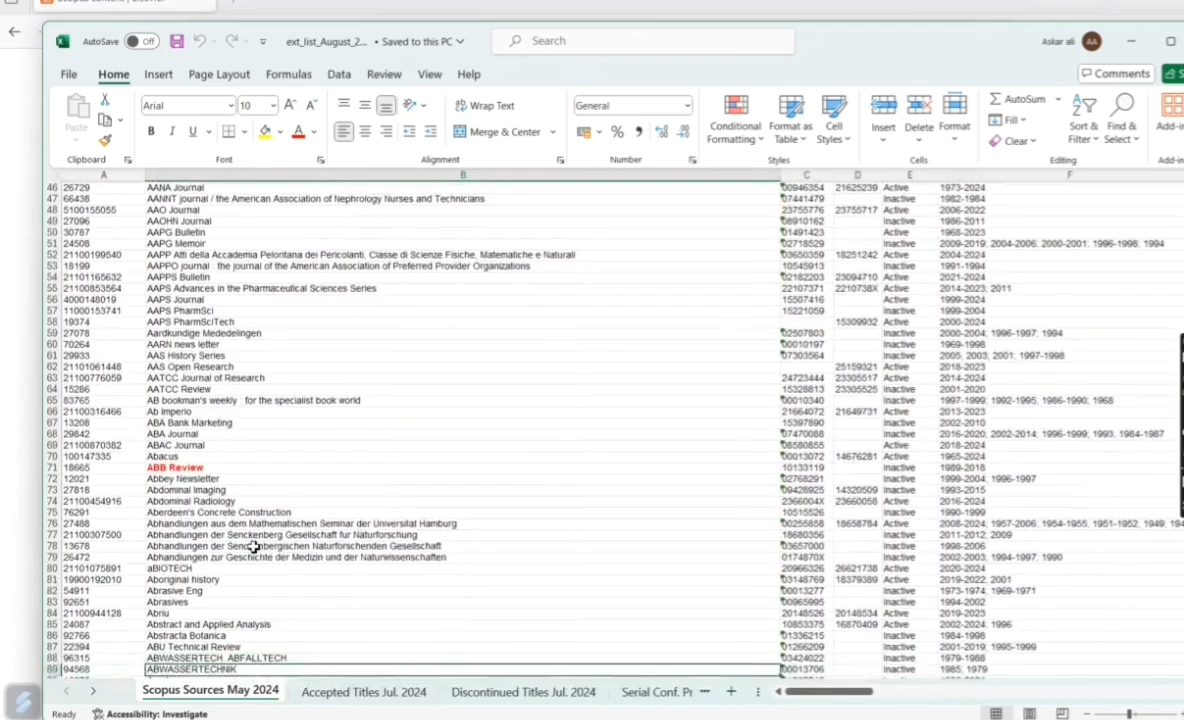 Scopus content | Elsevier
AutoSave Off ext_list_August_2... • Saved to this PC Search Askar ali AA
File Home Insert Page Layout Formulas Data Review View Help Comments
Arial 10 Wrap Text General AutoSum
Paste B I U Merge & Center Conditional Formatting Format as Table Cell Styles Insert Delete Format Fill Clear Sort & Filter Find & Select Add-in
Clipboard Font Alignment Number Styles Cells Editing Add-in
A B C D E F
46 26729 AANA Journal 00946354 21625239 Active 1973-2024
47 66438 AANNT journal / the American Association of Nephrology Nurses and Technicians 07441479 Inactive 1982-1984
48 5100155055 AAO Journal 23755776 23755717 Active 2006-2022
49 27096 AAOHN Journal 08910162 Inactive 1986-2011
50 30787 AAPG Bulletin 01491423 Active 1968-2023
51 24508 AAPG Memoir 02718529 Inactive 2009-2019; 2004-2006; 2000-2001; 1996-1998; 1994
52 21100199540 AAPP Atti della Accademia Peloritana dei Pericolanti, Classe di Scienze Fisiche, Matematiche e Naturali 03650359 18251242 Active 2004-2024
53 18199 AAPPO journal : the journal of the American Association of Preferred Provider Organizations 10545913 Inactive 1991-1994
54 21101165632 AAPPS Bulletin 02182203 23094710 Active 2021-2024
55 21100853564 AAPS Advances in the Pharmaceutical Sciences Series 22107371 2210738X Active 2014-2023; 2011
56 4000148019 AAPS Journal 15507416 Active 1999-2024
57 11000153741 AAPS PharmSci 15221059 Inactive 1999-2004
58 19374 AAPS PharmSciTech 15309932 Active 2000-2024
59 27078 Aardkundige Mededelingen 02507803 Inactive 2000-2004; 1996-1997; 1994
60 70264 AARN news letter 00010197 Inactive 1969-1998
61 29933 AAS History Series 07303564 Inactive 2005; 2003; 2001; 1997-1998
62 21101061448 AAS Open Research 25159321 Active 2018-2023
63 21100776059 AATCC Journal of Research 24723444 23305517 Active 2014-2024
64 15286 AATCC Review 15328813 23305525 Inactive 2001-2020
65 83765 AB bookman's weekly : for the specialist book world 00010340 Inactive 1997-1999; 1992-1995; 1986-1990; 1968
66 21100316466 Ab Imperio 21664072 21649731 Active 2013-2023
67 13208 ABA Bank Marketing 15397890 Inactive 2002-2010
68 29842 ABA Journal 07470088 Inactive 2016-2020; 2002-2014; 1996-1999; 1993; 1984-1987
69 21100870382 ABAC Journal 08580855 Active 2018-2024
70 100147335 Abacus 00013072 14676281 Active 1965-2024
71 18665 ABB Review 10133119 Inactive 1989-2018
72 12021 Abbey Newsletter 02768291 Inactive 1999-2004; 1996-1997
73 27818 Abdominal Imaging 09428925 14320509 Inactive 1993-2015
74 21100454916 Abdominal Radiology 2366004X 23660058 Active 2016-2024
75 76291 Aberdeen's Concrete Construction 10515526 Inactive 1990-1999
76 27488 Abhandlungen aus dem Mathematischen Seminar der Universitat Hamburg 00255858 18658784 Active 2008-2024; 1957-2006; 1954-1955; 1951-1952; 1949; 194
77 21100307500 Abhandlungen der Senckenberg Gesellschaft fur Naturforschung 18680356 Inactive 2011-2012; 2009
78 13678 Abhandlungen der Senckenbergischen Naturforschenden Gesellschaft 03657000 Inactive 1998-2006
79 26472 Abhandlungen zur Geschichte der Medizin und der Naturwissenschaften 0174870X Inactive 2002-2003; 1994-1997; 1990
80 21101075891 aBIOTECH 20966326 26621738 Active 2020-2024
81 19900192010 Aboriginal history 03148769 18379389 Active 2019-2022; 2001
82 54911 Abrasive Eng 00013277 Inactive 1973-1974; 1969-1971
83 92651 Abrasives 00965995 Inactive 1994-2002
84 21100944128 Abriu 20148526 20148534 Active 2019-2023
85 24087 Abstract and Applied Analysis 10853375 16870409 Active 2002-2024; 1996
86 92766 Abstracta Botanica 01336215 Inactive 1984-1998
87 22394 ABU Technical Review 01266209 Inactive 2001-2019; 1995-1999
88 96315 ABWASSERTECH. ABFALLTECH 03424022 Inactive 1979-1988
89 94568 ABWASSERTECHNIK 00013706 Inactive 1985; 1979
Scopus Sources May 2024 Accepted Titles Jul. 2024 Discontinued Titles Jul. 2024 Serial Conf. Pr
Ready Accessibility: Investigate